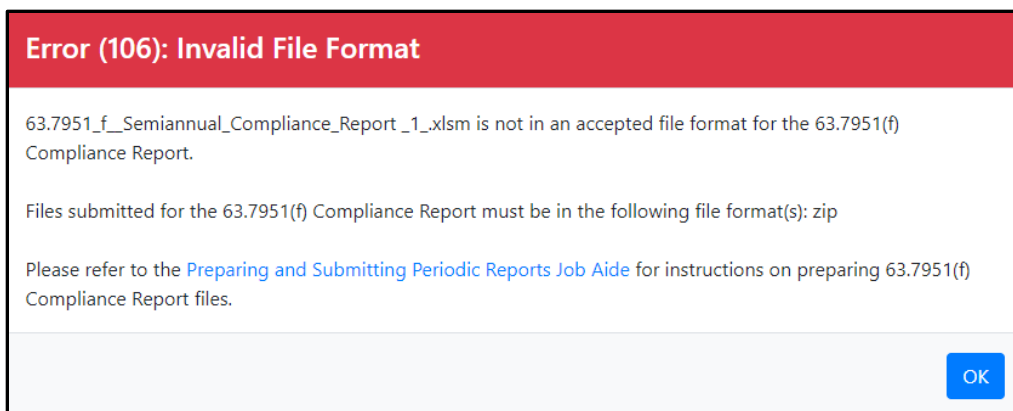 Error (106): Invalid File Format
63.7951_f__Semiannual_Compliance_Report _1_.xlsm is not in an accepted file format for the 63.7951(f)
Compliance Report.
Files submitted for the 63.7951(f) Compliance Report must be in the following file format(s): zip
Please refer to the Preparing and Submitting Periodic Reports Job Aide for instructions on preparing 63.7951(f)
Compliance Report files.
OK